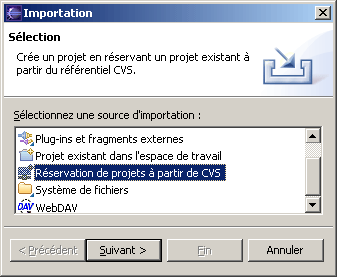 Importation
Sélection
Crée un projet en réservant un projet existant à
partir du référentiel CVS.
Sélectionnez une source d'importation :
Plug-ins et fragments externes
Projet existant dans l'espace de travail
Réservation de projets à partir de CVS
Système de fichiers
DAV WebDAV
< Précédent Suivant > Fin Annuler